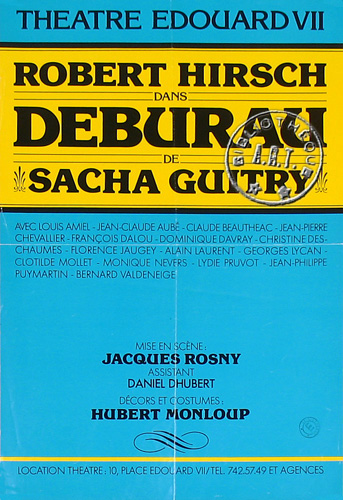 THEATRE EDOUARD VII
ROBERT HIRSCH
DANS
DEBURAU
DE
SACHA GUITRY
BIBLIOTHEQUE
A.R.T.
AVEC LOUIS AMIEL - JEAN-CLAUDE AUBÉ - CLAUDE BEAUTHEAC - JEAN-PIERRE
CHEVALLIER - FRANÇOIS DALOU - DOMINIQUE DAVRAY - CHRISTINE DES-
CHAUMES - FLORENCE JAUGEY - ALAIN LAURENT - GEORGES LYCAN -
CLOTILDE MOLLET - MONIQUE NEVERS - LYDIE PRUVOT - JEAN-PHILIPPE
PUYMARTIN - BERNARD VALDENEIGE
MISE EN SCÈNE:
JACQUES ROSNY
ASSISTANT
DANIEL DHUBERT
DÉCORS ET COSTUMES:
HUBERT MONLOUP
LOCATION THEATRE: 10, PLACE EDOUARD VII/TEL. 742.57.49 ET AGENCES